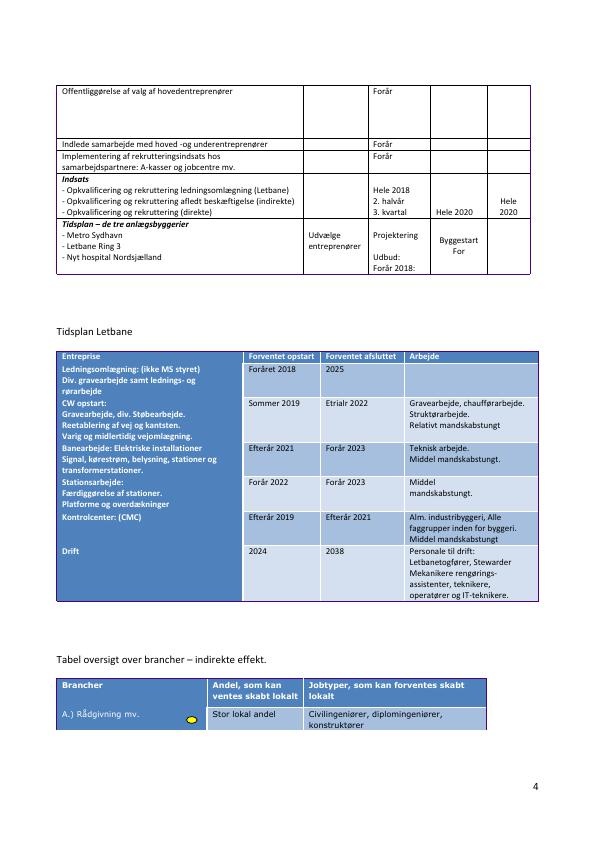 Offentliggørelse af valg af hovedentreprenører Forår
Indlede samarbejde med hoved -og underentreprenører Forår
Implementering af rekrutteringsindsats hos Forår
samarbejdspartnere: A-kasser og jobcentre mv.
Indsats
- Opkvalificering og rekruttering ledningsomlægning (Letbane) Hele 2018
- Opkvalificering og rekruttering afledt beskæftigelse (indirekte) 2. halvår Hele
- Opkvalificering og rekruttering (direkte) 3. kvartal Hele 2020 2020
Tidsplan – de tre anlægsbyggerier
- Metro Sydhavn Udvælge Projektering Byggestart
- Letbane Ring 3 entreprenører For
- Nyt hospital Nordsjælland Udbud:
Forår 2018:
Tidsplan Letbane
Entreprise Forventet opstart Forventet afsluttet Arbejde
Ledningsomlægning: (ikke MS styret) Foråret 2018 2025
Div. gravearbejde samt lednings- og
rørarbejde
CW opstart: Sommer 2019 Etrialr 2022 Gravearbejde, chaufførarbejde.
Gravearbejde, div. Støbearbejde. Struktørarbejde.
Reetablering af vej og kantsten. Relativt mandskabstungt
Varig og midlertidig vejomlægning.
Banearbejde: Elektriske installationer Efterår 2021 Forår 2023 Teknisk arbejde.
Signal, kørestrøm, belysning, stationer og Middel mandskabstungt.
transformerstationer.
Stationsarbejde: Forår 2022 Forår 2023 Middel
Færdiggørelse af stationer. mandskabstungt.
Platforme og overdækninger
Kontrolcenter: (CMC) Efterår 2019 Efterår 2021 Alm. industribyggeri, Alle
faggrupper inden for byggeri.
Middel mandskabstungt
Drift 2024 2038 Personale til drift:
Letbanetogfører, Stewarder
Mekanikere rengørings-
assistenter, teknikere,
operatører og IT-teknikere.
Tabel oversigt over brancher – indirekte effekt.
Brancher Andel, som kan Jobtyper, som kan forventes skabt
ventes skabt lokalt lokalt
A.) Rådgivning mv. Stor lokal andel Civilingeniører, diplomingeniører,
konstruktører
4